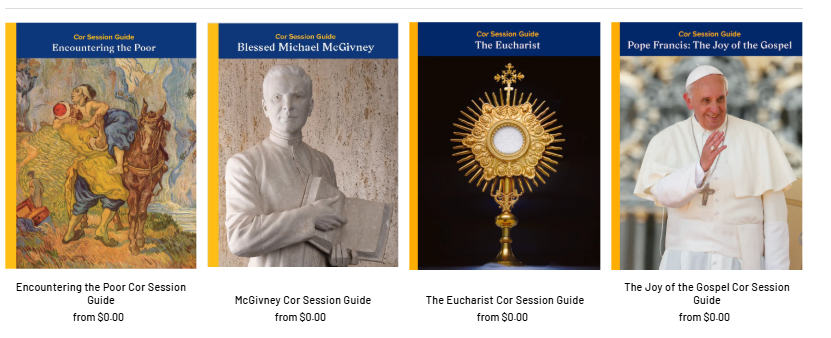 Cor Session Guide
Encountering the Poor
Cor Session Guide
Blessed Michael McGivney
Cor Session Guide
The Eucharist
Cor Session Guide
Pope Francis: The Joy of the Gospel
Encountering the Poor Cor Session
Guide
from $0.00
McGivney Cor Session Guide
from $0.00
The Eucharist Cor Session Guide
from $0.00
The Joy of the Gospel Cor Session
Guide
from $0.00